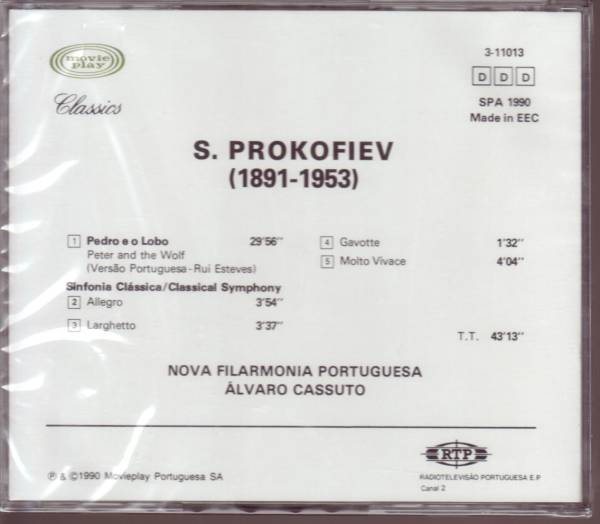 movie
play
Classics
3-11013
D D D
SPA 1990
Made in EEC
S. PROKOFIEV
(1891-1953)
1 Pedro e o Lobo 29'56"
Peter and the Wolf
(Versão Portuguesa-Rui Esteves)
Sinfonia Clássica/Classical Symphony
2 Allegro 3'54"
3 Larghetto 3'37"
4 Gavotte 1'32"
5 Molto Vivace 4'04"
T.T. 43'13"
NOVA FILARMONIA PORTUGUESA
ÁLVARO CASSUTO
℗ & ©1990 Movieplay Portuguesa SA
RTP
RADIOTELEVISÃO PORTUGUESA E.P
Canal 2